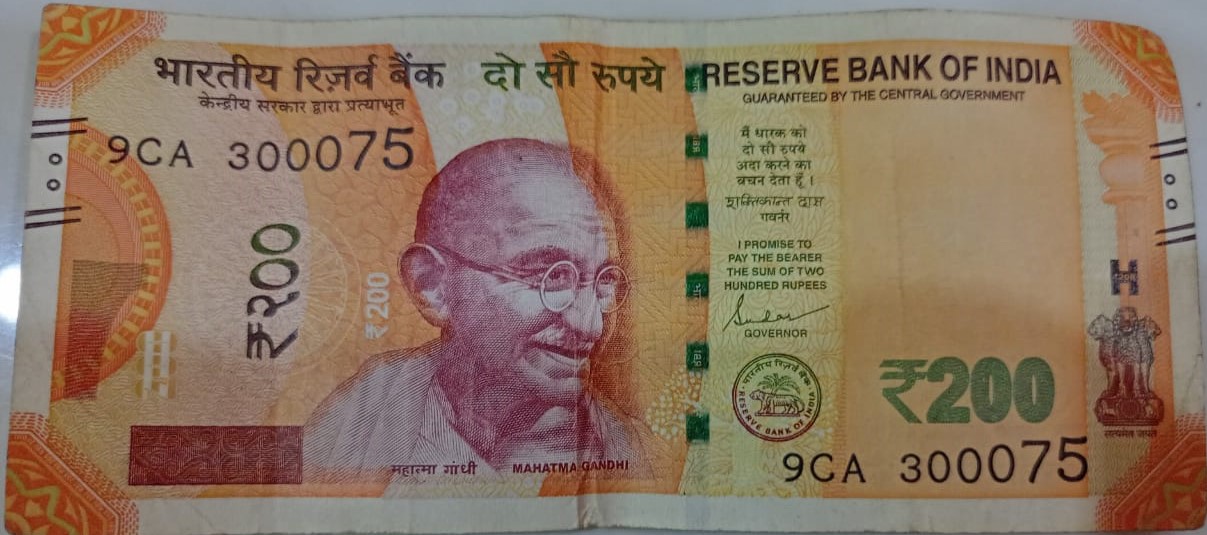 भारतीय रिज़र्व बैंक दो सौ रुपये RESERVE BANK OF INDIA
केन्द्रीय सरकार द्वारा प्रत्याभूत
GUARANTEED BY THE CENTRAL GOVERNMENT
9CA 300075
मैं धारक को
दो सौ रुपये
अदा करने का
वचन देता हूँ।
शक्तिकान्त दास
गवर्नर
I PROMISE TO
PAY THE BEARER
THE SUM OF TWO
HUNDRED RUPEES
GOVERNOR
₹२००
₹200
भारतीय रिज़र्व बैंक
RESERVE BANK OF INDIA
₹200
सत्यमेव जयते
महात्मा गांधी MAHATMA GANDHI
9CA 300075